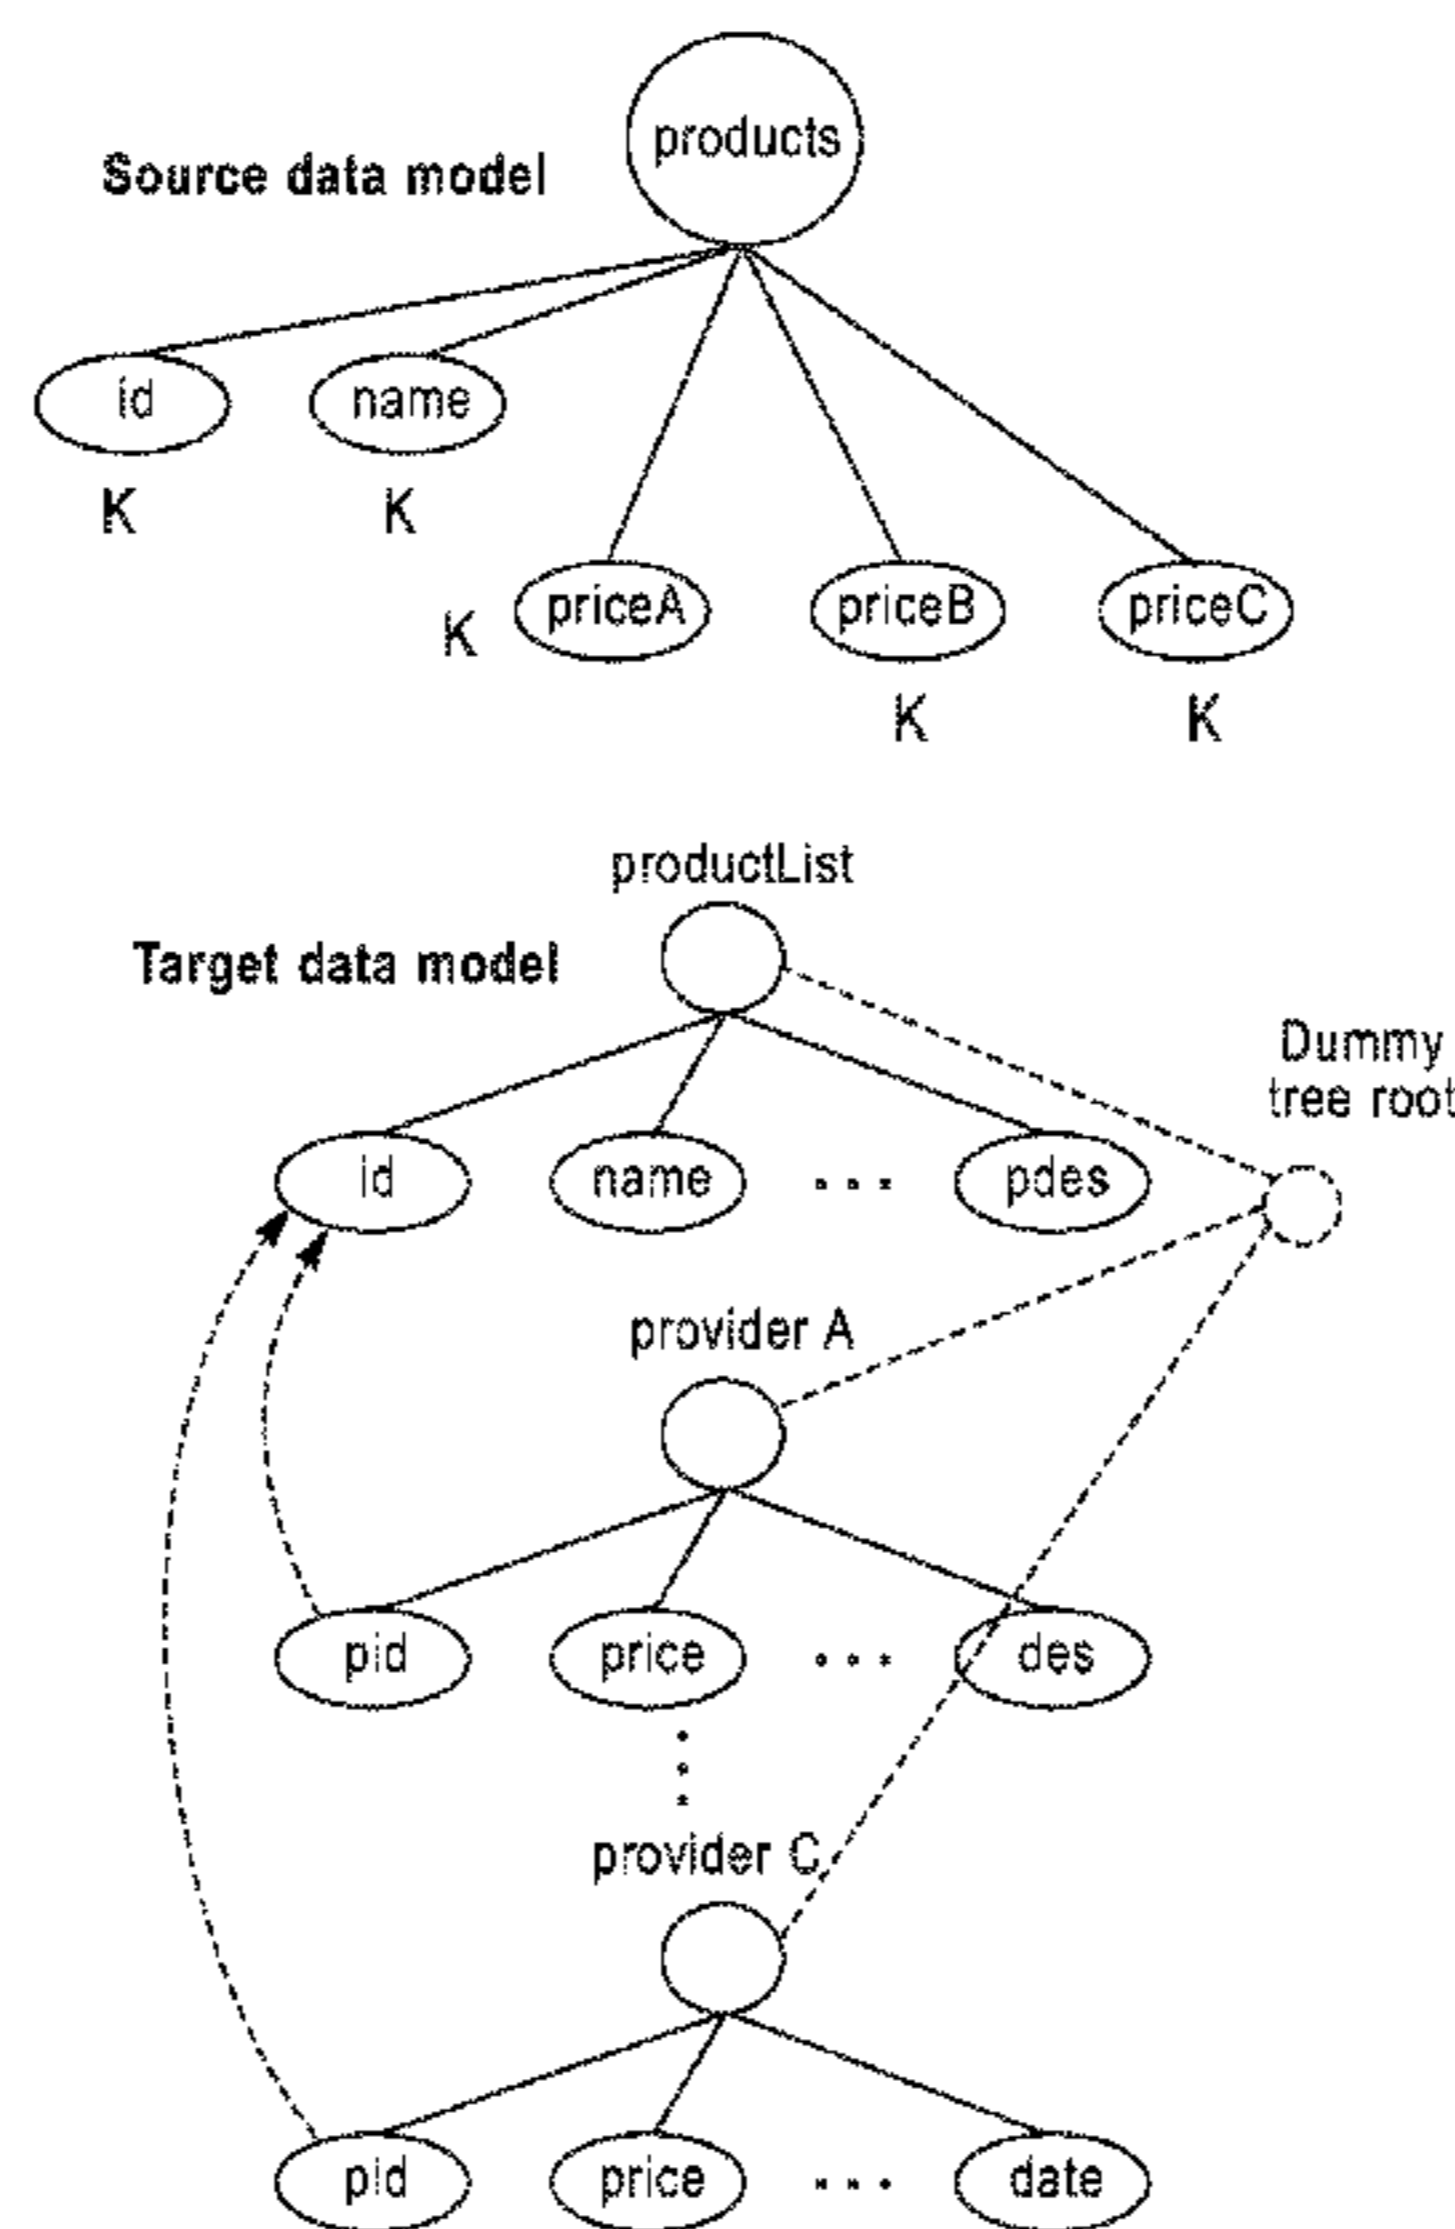 products
Source data model
id
name
K
K
priceA
priceB
priceC
K
K
K
productList
Target data model
Dummy
tree root
id
name
...
pdes
provider A
pid
price
...
des
provider C
pid
price
...
date